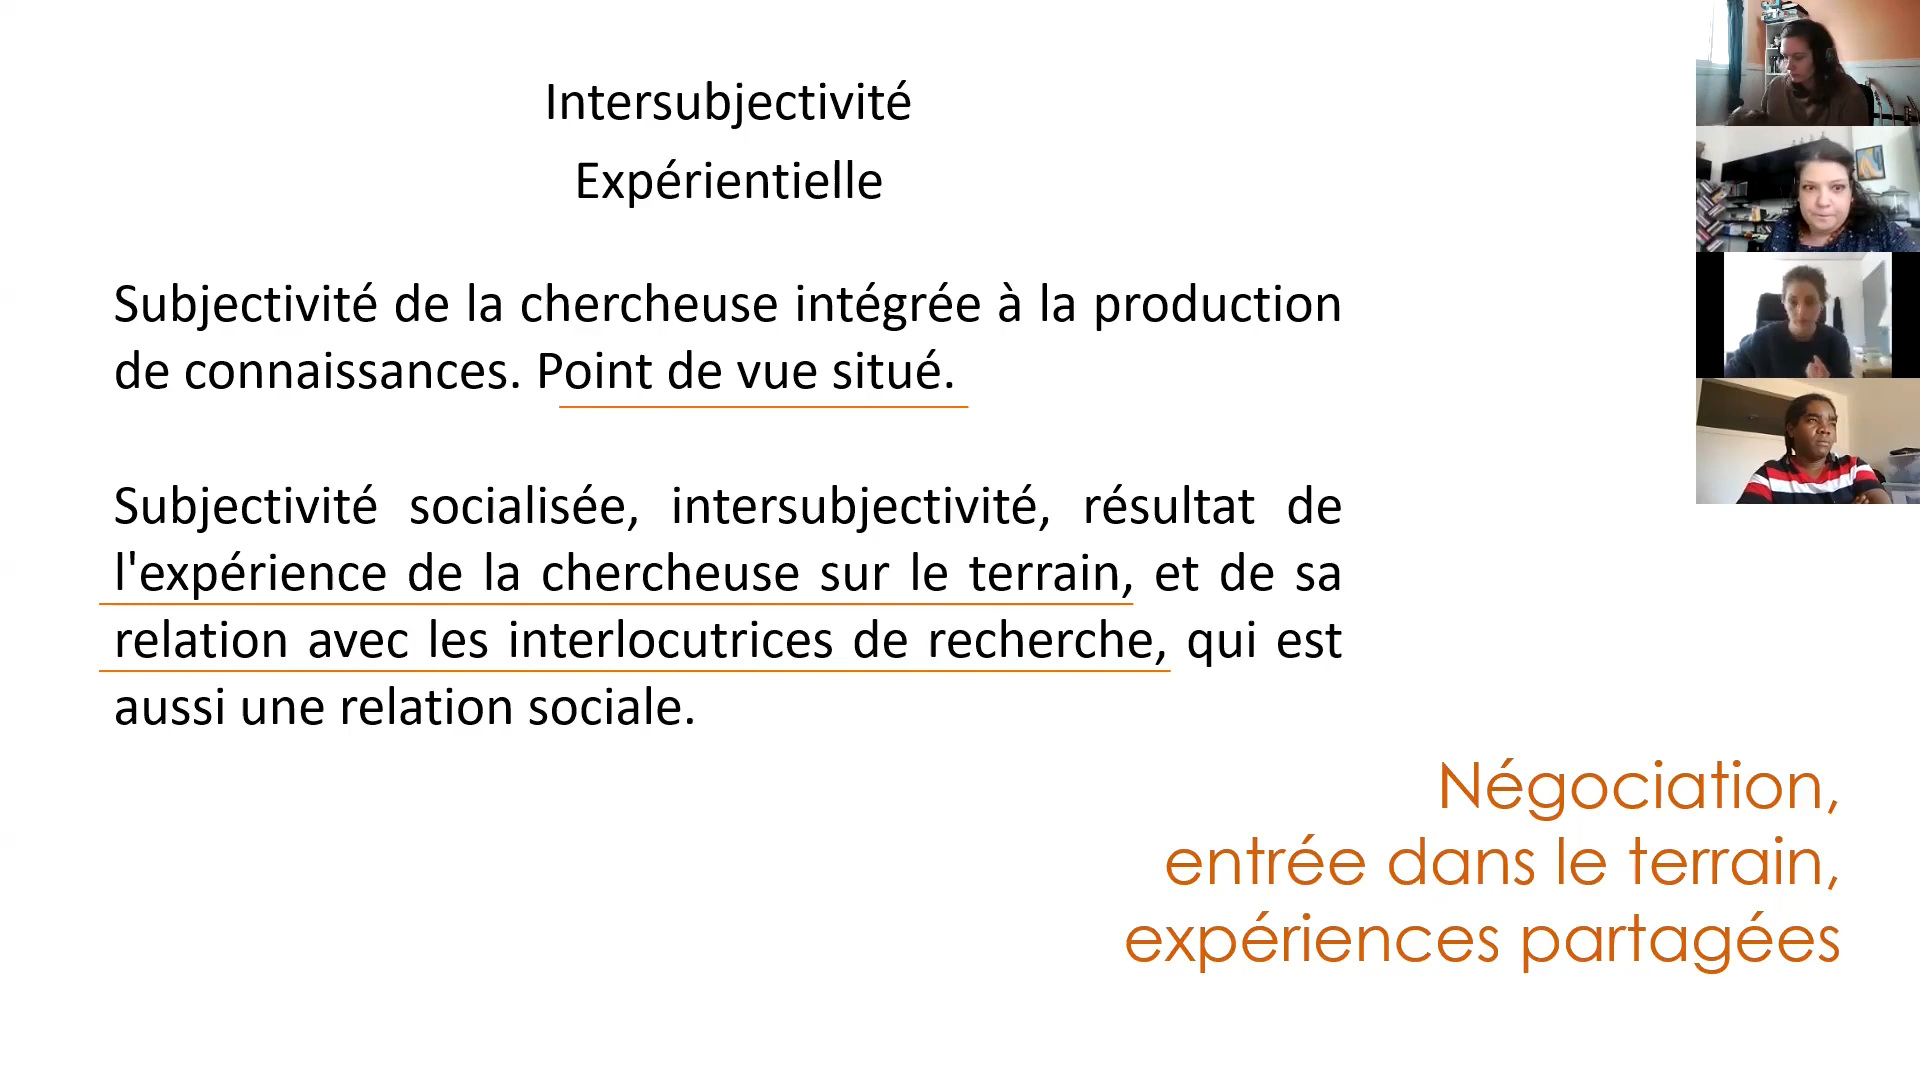 Intersubjectivité
Expérientielle
Subjectivité de la chercheuse intégrée à la production
de connaissances. Point de vue situé.
Subjectivité socialisée, intersubjectivité, résultat de
l'expérience de la chercheuse sur le terrain, et de sa
relation avec les interlocutrices de recherche, qui est
aussi une relation sociale.
Négociation,
entrée dans le terrain,
expériences partagées